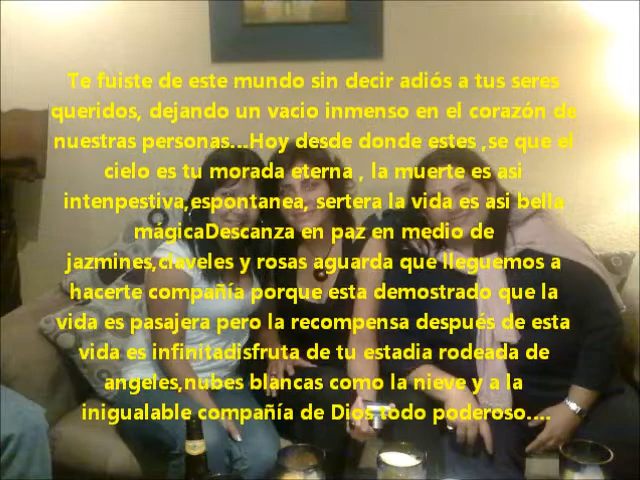 Te fuiste de este mundo sin decir adiós a tus seres
queridos, dejando un vacio inmenso en el corazón de
nuestras personas...Hoy desde donde estes ,se que el
cielo es tu morada eterna , la muerte es asi
intenpestiva,espontanea, sertera la vida es asi bella
mágicaDescanza en paz en medio de
jazmines,claveles y rosas aguarda que lleguemos a
hacerte compañía porque esta demostrado que la
vida es pasajera pero la recompensa después de esta
vida es infinitadisfruta de tu estadia rodeada de
angeles,nubes blancas como la nieve y a la
inigualable compañía de Dios todo poderoso....